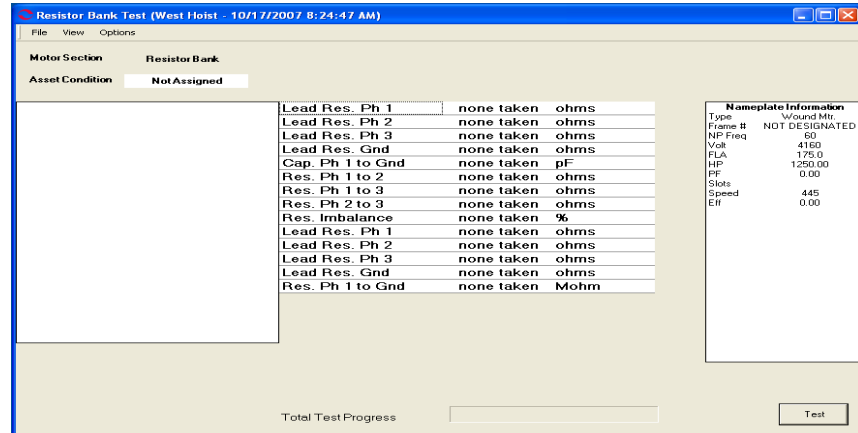 Resistor Bank Test (West Hoist - 10/17/2007 8:24:47 AM)
File View Options
Motor Section Resistor Bank
Asset Condition Not Assigned
Lead Res. Ph 1 none taken ohms
Lead Res. Ph 2 none taken ohms
Lead Res. Ph 3 none taken ohms
Lead Res. Gnd none taken ohms
Cap. Ph 1 to Gnd none taken pF
Res. Ph 1 to 2 none taken ohms
Res. Ph 1 to 3 none taken ohms
Res. Ph 2 to 3 none taken ohms
Res. Imbalance none taken %
Lead Res. Ph 1 none taken ohms
Lead Res. Ph 2 none taken ohms
Lead Res. Ph 3 none taken ohms
Lead Res. Gnd none taken ohms
Res. Ph 1 to Gnd none taken Mohm
Nameplate Information
Type Wound Mtr.
Frame # NOT DESIGNATED
NP Freq 60
Volt 4160
FLA 175.0
HP 1250.00
PF 0.00
Slots
Speed 445
Eff 0.00
Total Test Progress
Test